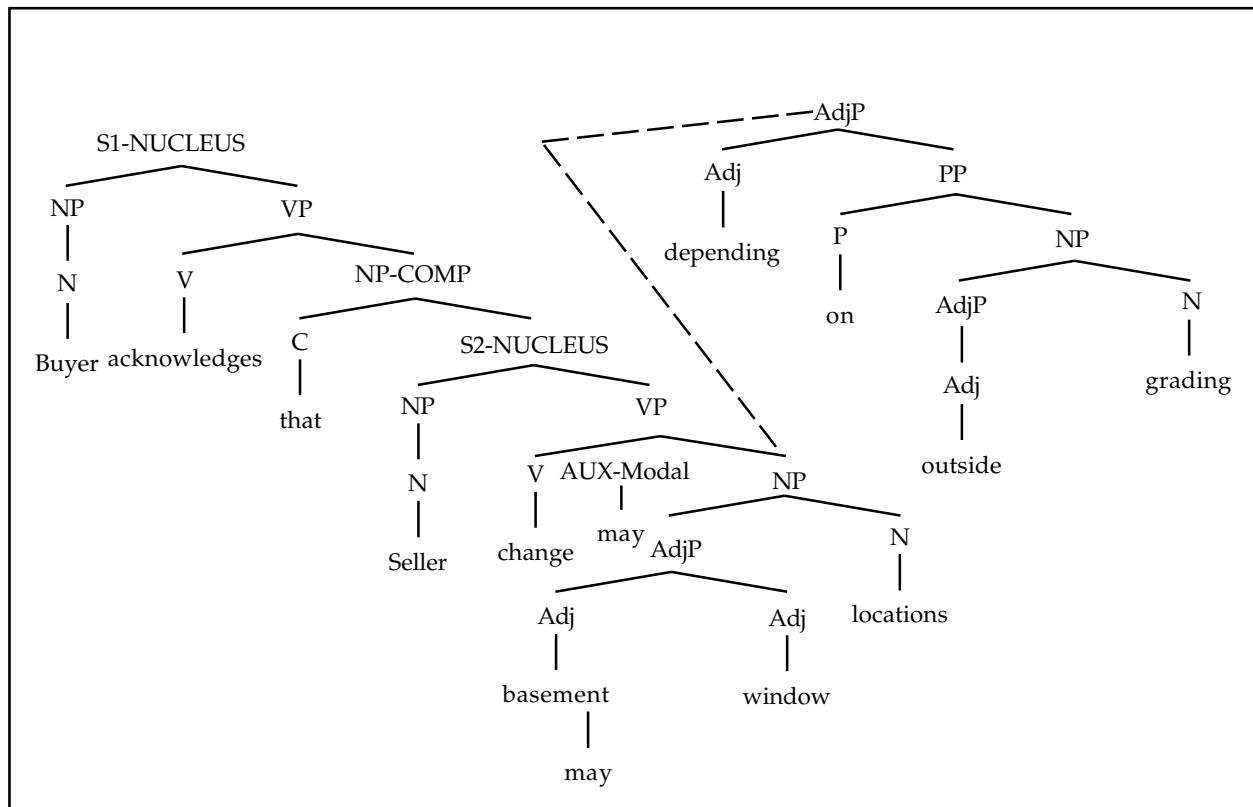 AdjP
S1-NUCLEUS
Adj PP
NP VP
P NP
depending
N V NP-COMP
AdjP N
on
C
Buyer acknowledges S2-NUCLEUS
Adj grading
that NP VP
outside
N V AUX-Modal NP
may N
Seller change AdjP
Adj Adj locations
basement window
may